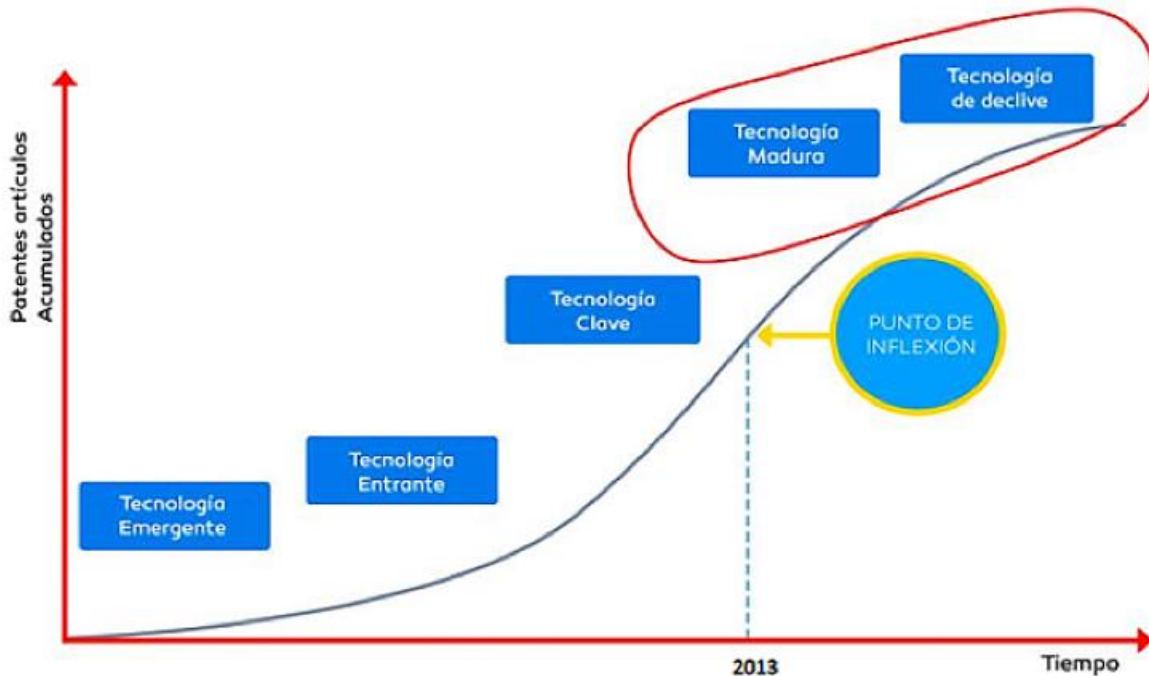 Tecnología
de declive
Tecnología
Madura
Patentes artículos
Acumulados
Tecnología
Clave
PUNTO DE
INFLEXIÓN
Tecnología
Entrante
Tecnología
Emergente
2013
Tiempo